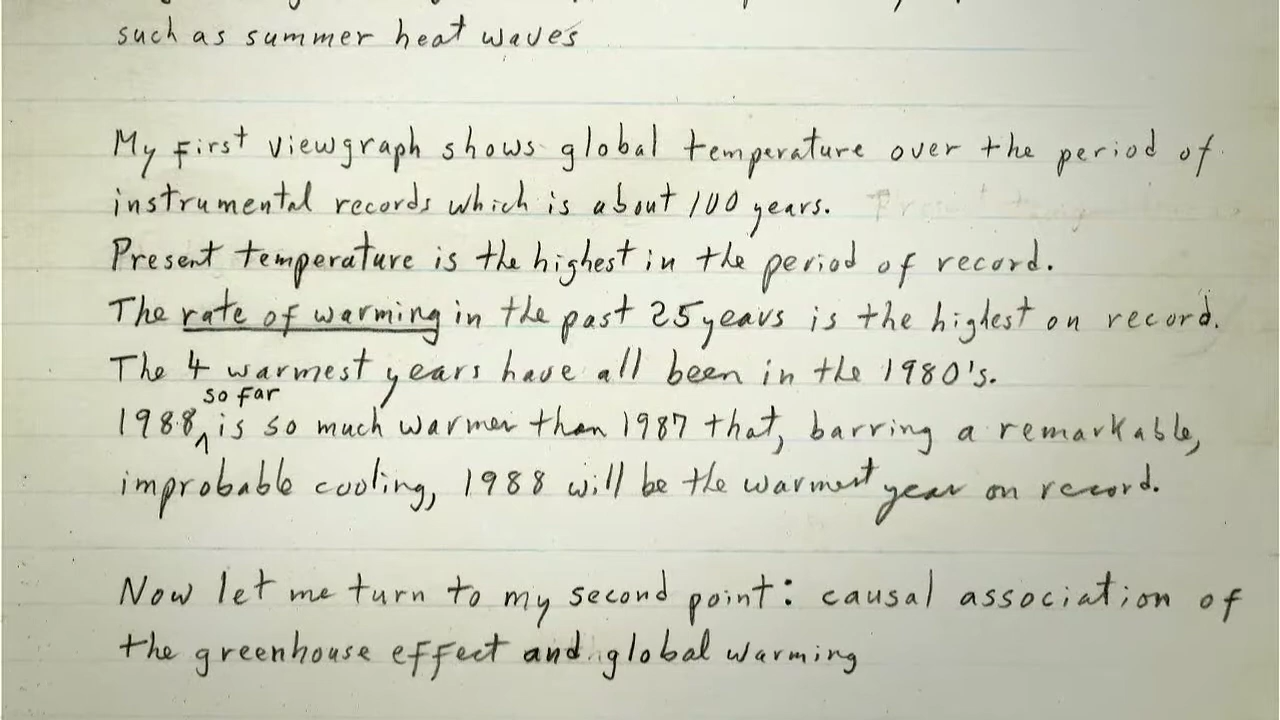 such as summer heat waves
My first viewgraph shows global temperature over the period of
instrumental records which is about 100 years.
Present temperature is the highest in the period of record.
The rate of warming in the past 25 years is the highest on record.
The 4 warmest years have all been in the 1980's.
so far
1988 ^ is so much warmer than 1987 that, barring a remarkable,
improbable cooling, 1988 will be the warmest year on record.
Now let me turn to my second point: causal association of
the greenhouse effect and global warming